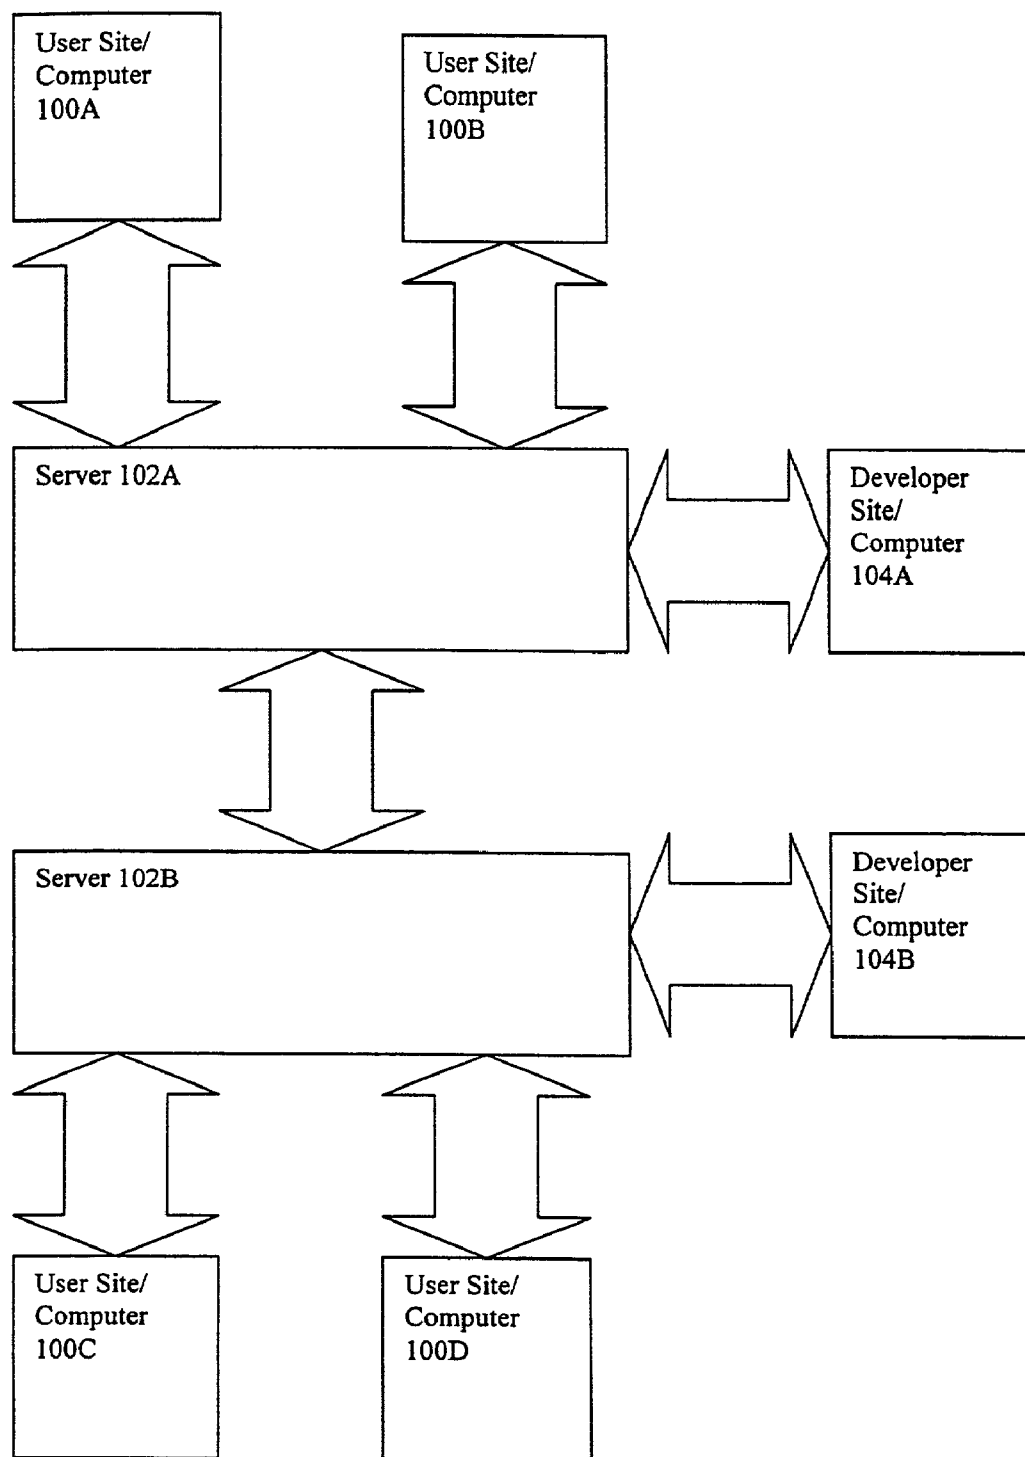 User Site/
Computer
100A
User Site/
Computer
100B
Server 102A
Developer
Site/
Computer
104A
Server 102B
Developer
Site/
Computer
104B
User Site/
Computer
100C
User Site/
Computer
100D